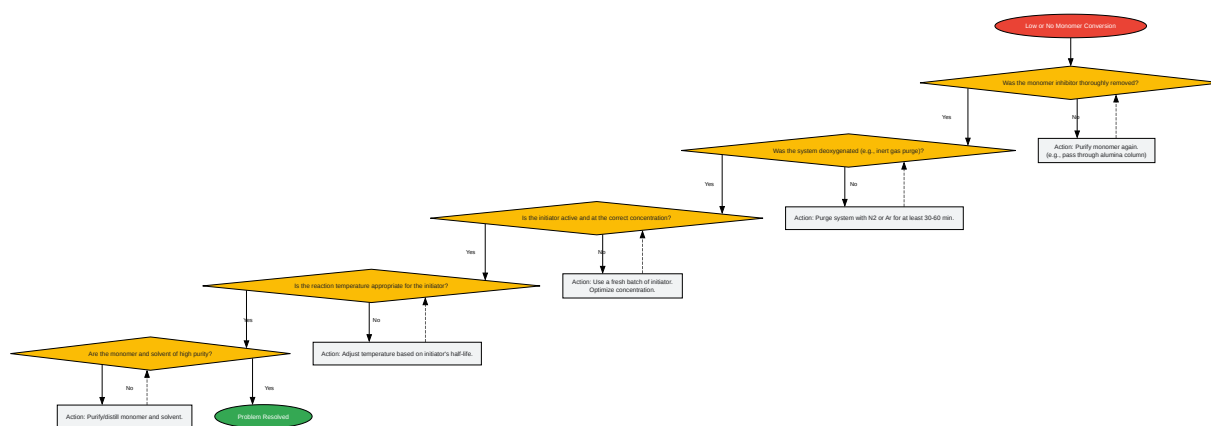 Low or No Monomer Conversion
Was the monomer inhibitor thoroughly removed?
Yes
No
Action: Purify monomer again.
(e.g., pass through alumina column)
Was the system deoxygenated (e.g., inert gas purge)?
Yes
No
Action: Purge system with N2 or Ar for at least 30-60 min.
Is the initiator active and at the correct concentration?
Yes
No
Action: Use a fresh batch of initiator.
Optimize concentration.
Is the reaction temperature appropriate for the initiator?
Yes
No
Action: Adjust temperature based on initiator's half-life.
Are the monomer and solvent of high purity?
No
Yes
Action: Purify/distill monomer and solvent.
Problem Resolved